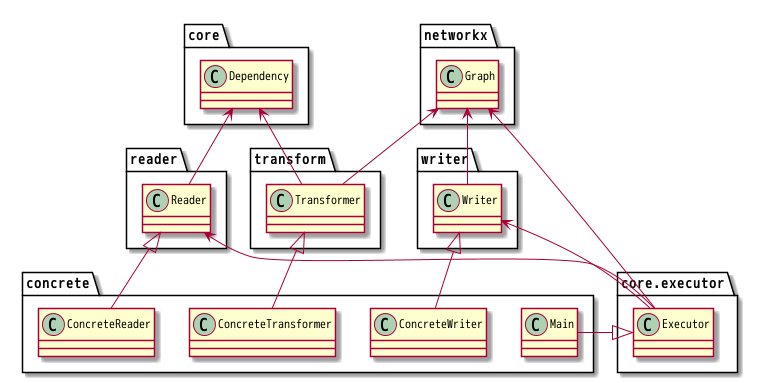 core
networkx
C Dependency
C Graph
reader
transform
writer
C Reader
C Transformer
C Writer
concrete
core.executor
C ConcreteReader
C ConcreteTransformer
C ConcreteWriter
C Main
C Executor